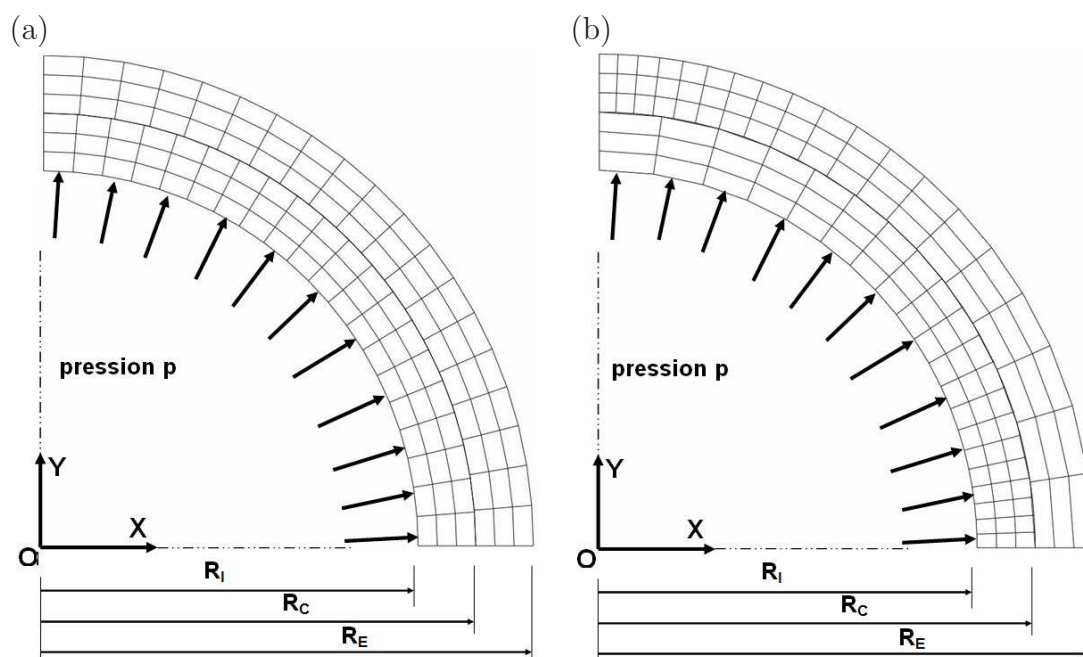 (a)
(b)
pression p
pression p
Y
Y
X
X
O
O
R_I
R_I
R_C
R_C
R_E
R_E